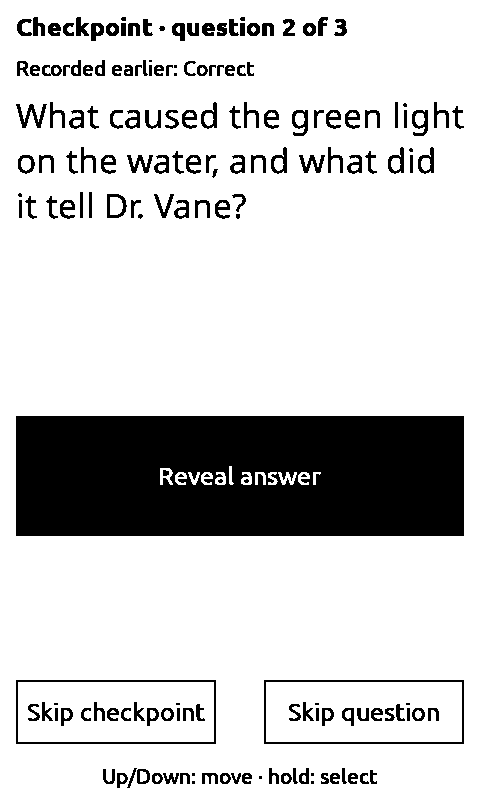 Checkpoint · question 2 of 3
Recorded earlier: Correct
What caused the green light
on the water, and what did
it tell Dr. Vane?
Reveal answer
Skip checkpoint
Skip question
Up/Down: move · hold: select